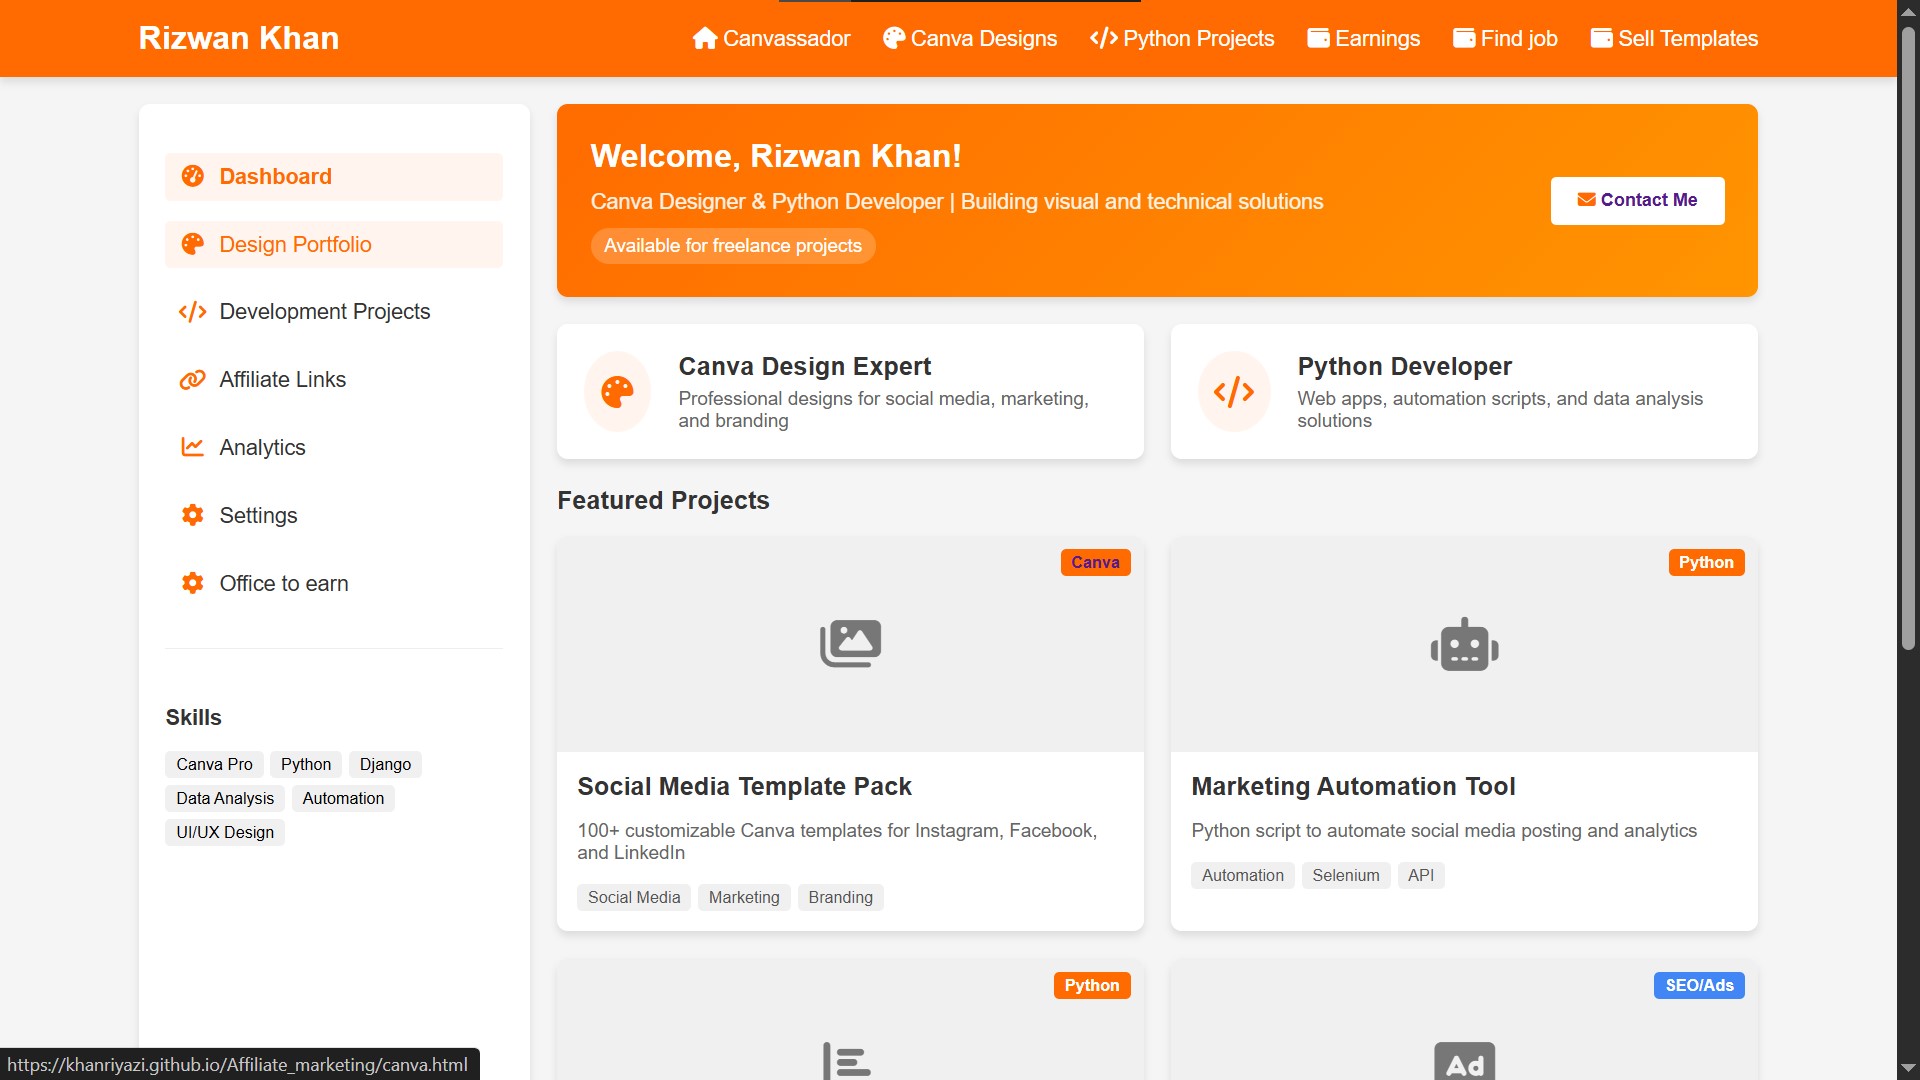 Rizwan Khan
Canvassador
Canva Designs
Python Projects
Earnings
Find job
Sell Templates
Dashboard
Design Portfolio
Development Projects
Affiliate Links
Analytics
Settings
Office to earn
Skills
Canva Pro
Python
Django
Data Analysis
Automation
UI/UX Design
Welcome, Rizwan Khan!
Canva Designer & Python Developer | Building visual and technical solutions
Available for freelance projects
Contact Me
Canva Design Expert
Professional designs for social media, marketing,
and branding
Python Developer
Web apps, automation scripts, and data analysis
solutions
Featured Projects
Canva
Social Media Template Pack
100+ customizable Canva templates for Instagram, Facebook,
and LinkedIn
Social Media
Marketing
Branding
Python
Marketing Automation Tool
Python script to automate social media posting and analytics
Automation
Selenium
API
Python
SEO/Ads
Ad
https://khanriyazi.github.io/Affiliate_marketing/canva.html